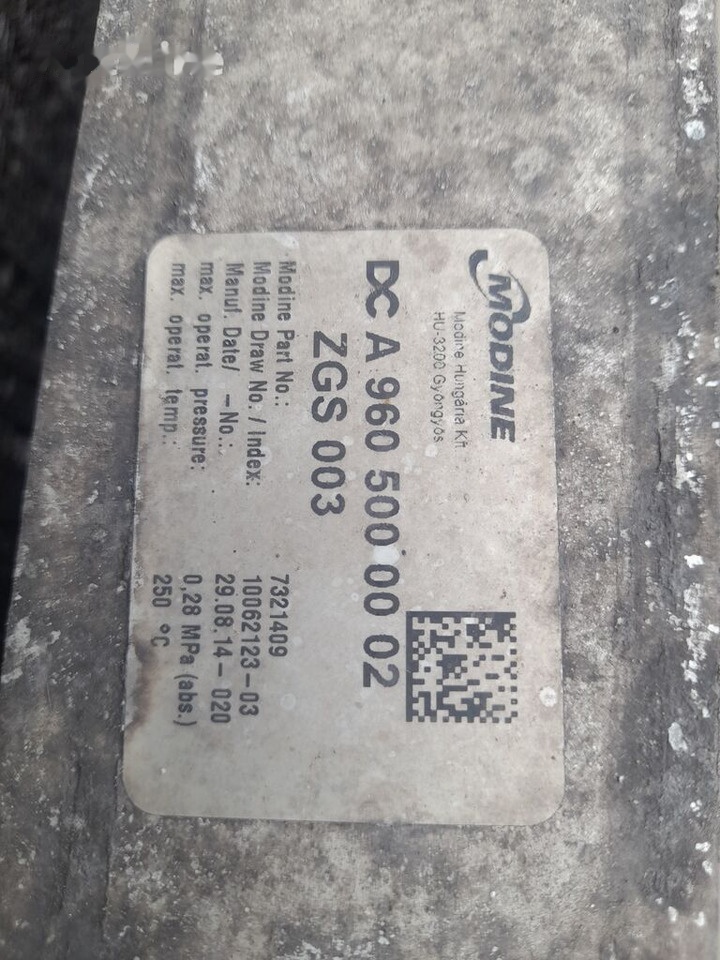 MODINE
Modine Hungária Kft
HU-3200 Gyöngyös
DC A 960 500 00 02
ZGS 003
Modine Part No.: 7321409
Modine Draw No. / Index: 10062123-03
Manuf. Date/ -No.: 29.08.14-020
max. operat. pressure: 0,28 MPa (abs.)
max. operat. temp.: 250 °C